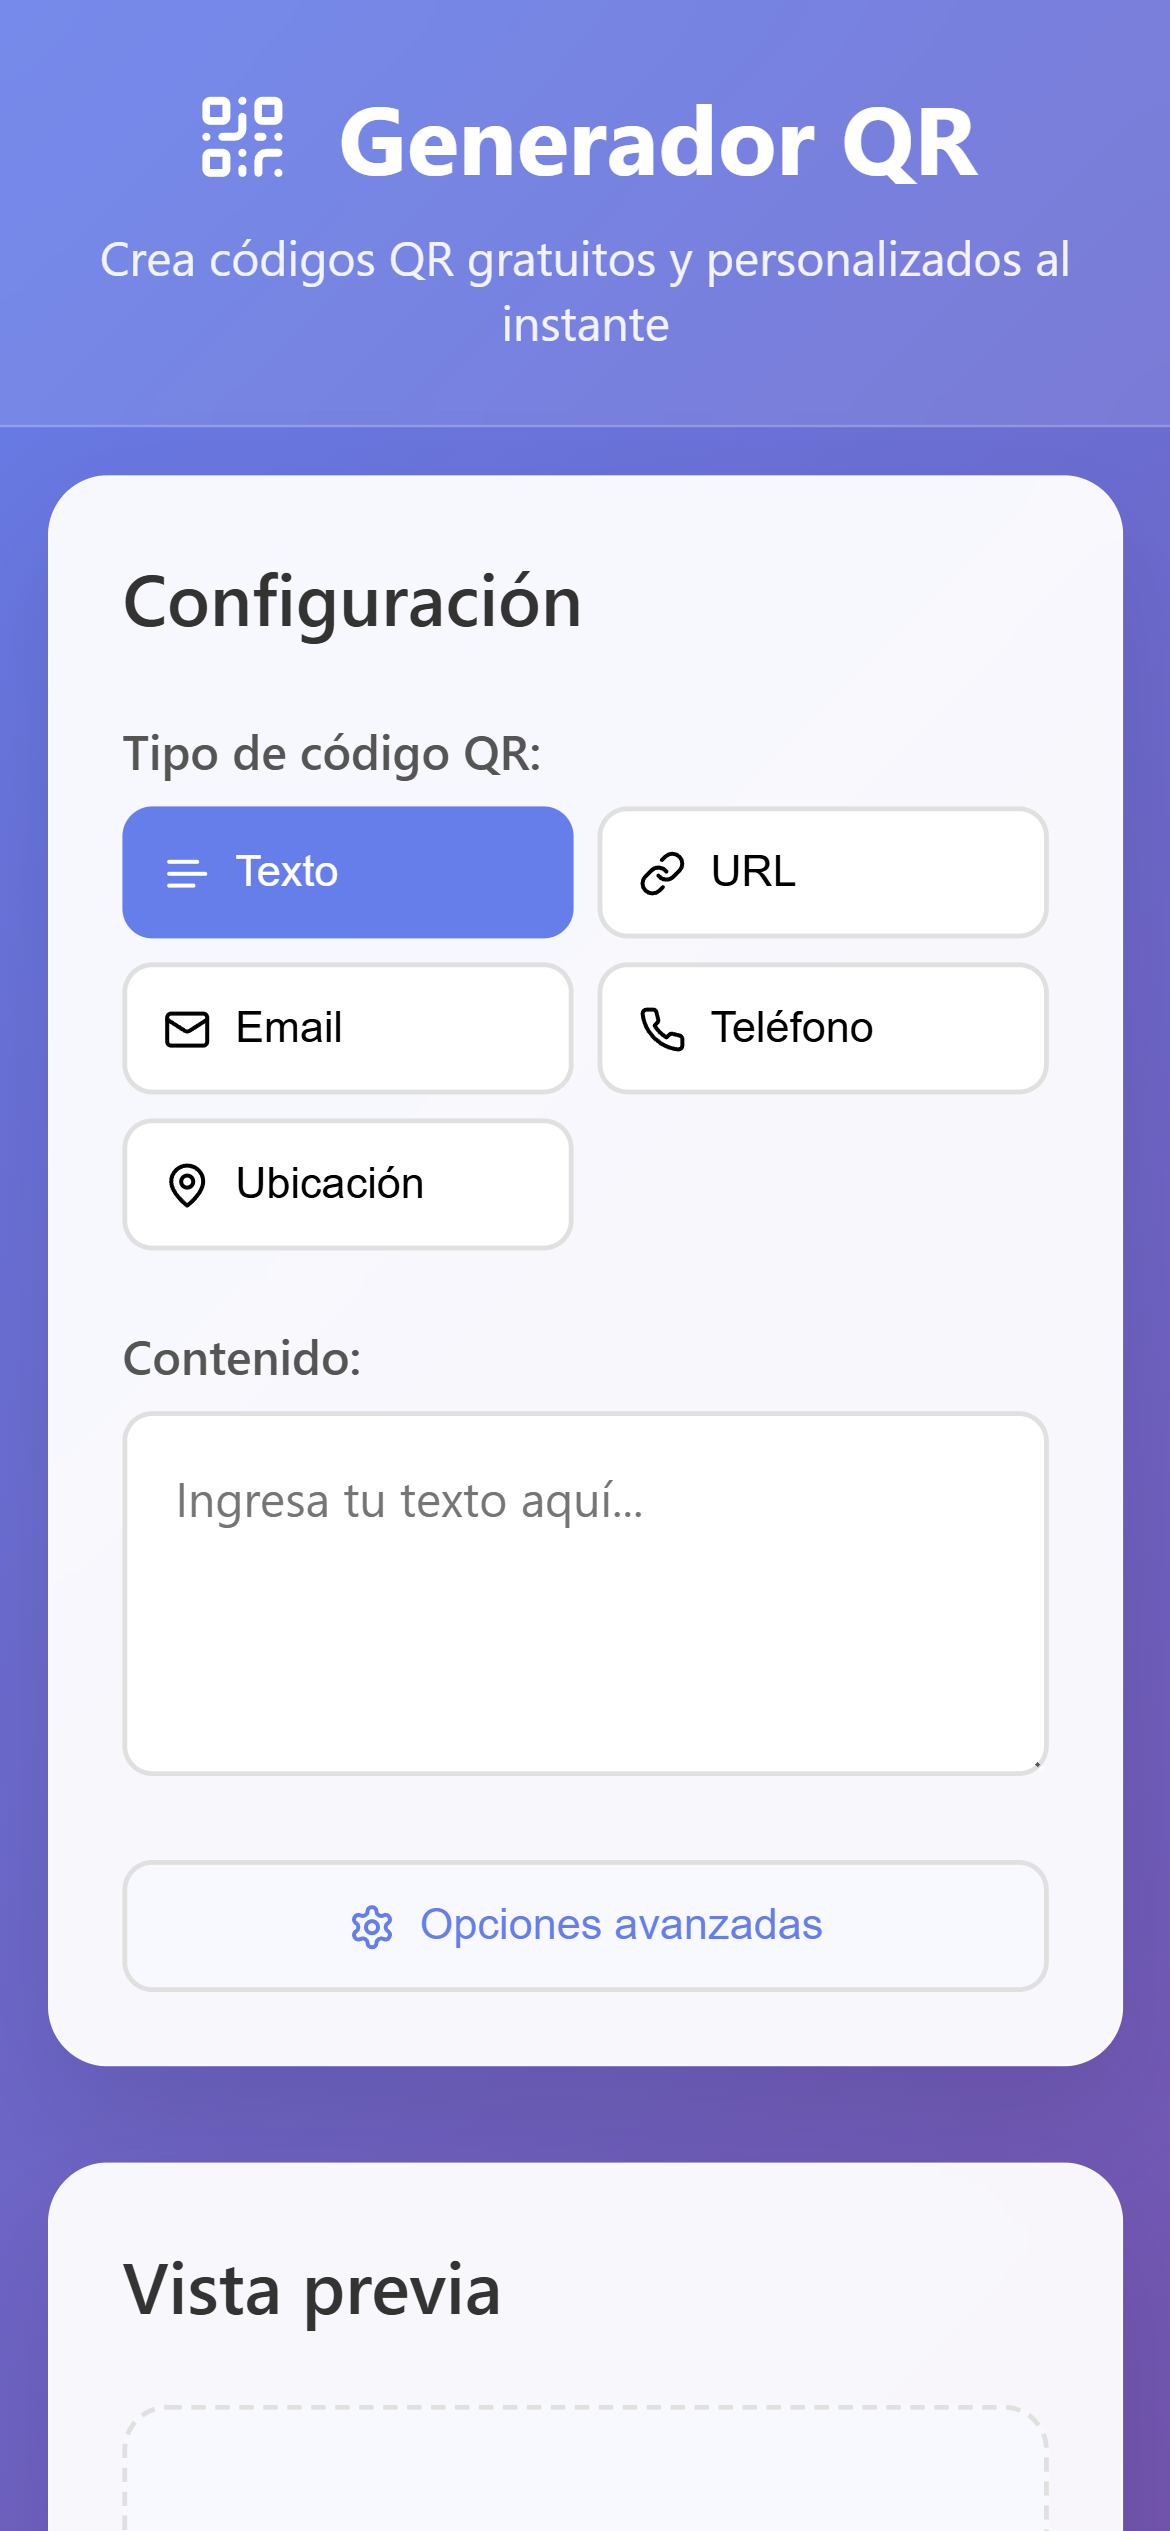 Generador QR
Crea códigos QR gratuitos y personalizados al
instante
Configuración
Tipo de código QR:
Texto
URL
Email
Teléfono
Ubicación
Contenido:
Ingresa tu texto aquí...
Opciones avanzadas
Vista previa